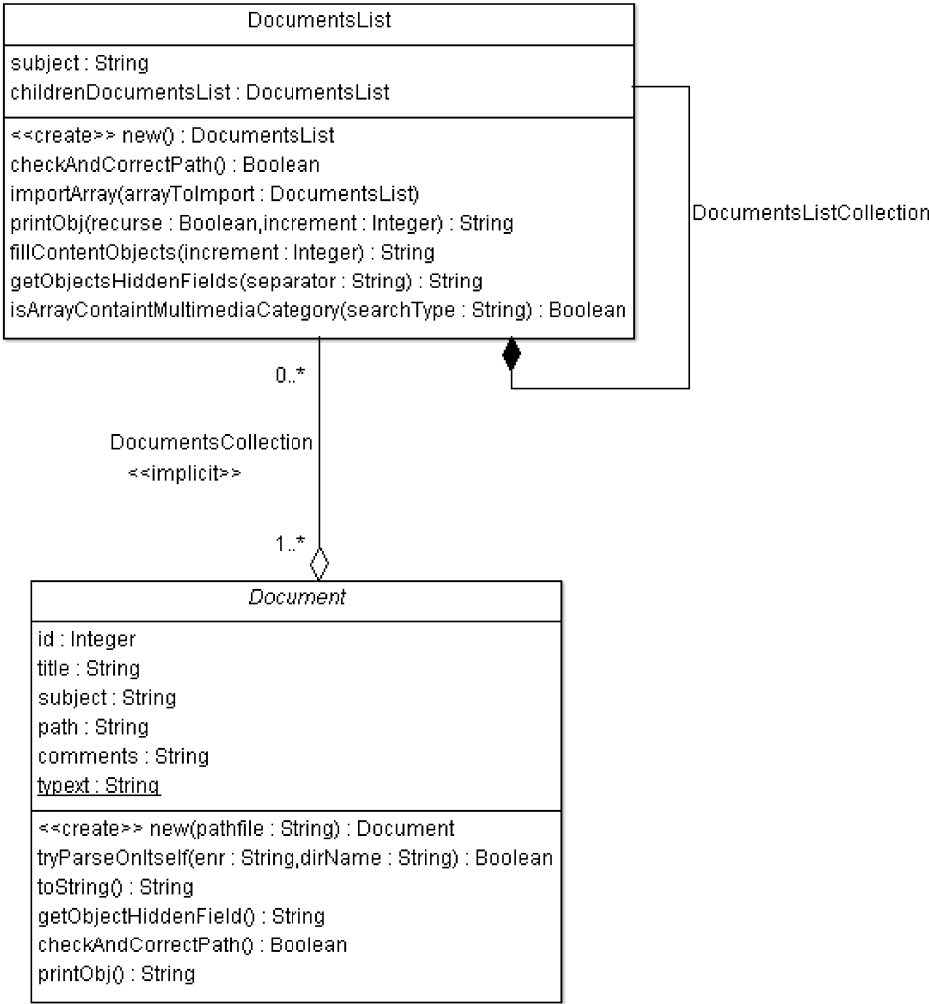 DocumentsList
subject : String
childrenDocumentsList : DocumentsList
<<create>> new() : DocumentsList
checkAndCorrectPath() : Boolean
importArray(arrayToImport : DocumentsList)
printObj(recurse : Boolean,increment : Integer) : String
fillContentObjects(increment : Integer) : String
getObjectsHiddenFields(separator : String) : String
isArrayContaintMultimediaCategory(searchType : String) : Boolean
DocumentsListCollection
0..*
DocumentsCollection
<<implicit>>
1..*
Document
id : Integer
title : String
subject : String
path : String
comments : String
typext : String
<<create>> new(pathfile : String) : Document
tryParseOnItself(enr : String,dirName : String) : Boolean
toString() : String
getObjectHiddenField() : String
checkAndCorrectPath() : Boolean
printObj() : String